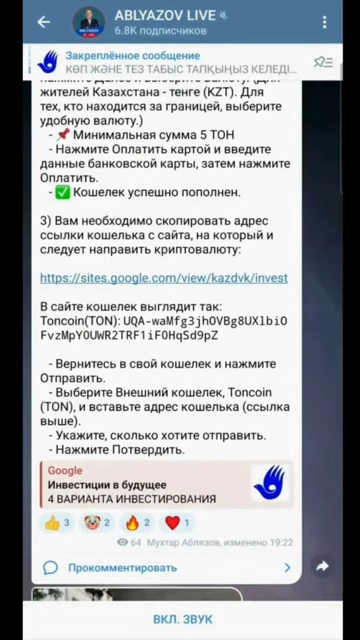 ABLYAZOV LIVE
6.8K подписчиков
Закреплённое сообщение
КӨП ЖӘНЕ ТЕЗ ТАБЫС ТАПҚЫҢЫЗ КЕЛЕДІ...
жителей Казахстана - тенге (KZT). Для
тех, кто находится за границей, выберите
удобную валюту.)
- 📌 Минимальная сумма 5 ТОН
- Нажмите Оплатить картой и введите
данные банковской карты, затем нажмите
Оплатить.
- ✅ Кошелек успешно пополнен.
3) Вам необходимо скопировать адрес
ссылки кошелька с сайта, на который и
следует направить криптовалюту:
https://sites.google.com/view/kazdvk/invest
В сайте кошелек выглядит так:
Toncoin(TON): UQA-waMfg3jhOVBg8UXlbiO
FvzMpY0UWR2TRF1iF0HqSd9pZ
- Вернитесь в свой кошелек и нажмите
Отправить.
- Выберите Внешний кошелек, Toncoin
(TON), и вставьте адрес кошелька (ссылка
выше).
- Укажите, сколько хотите отправить.
- Нажмите Потвердить.
Google
Инвестиции в будущее
4 ВАРИАНТА ИНВЕСТИРОВАНИЯ
👍 3 🤡 2 🔥 2 ❤️ 1
64 Мухтар Аблязов, изменено 19:22
Прокомментировать
ВКЛ. ЗВУК